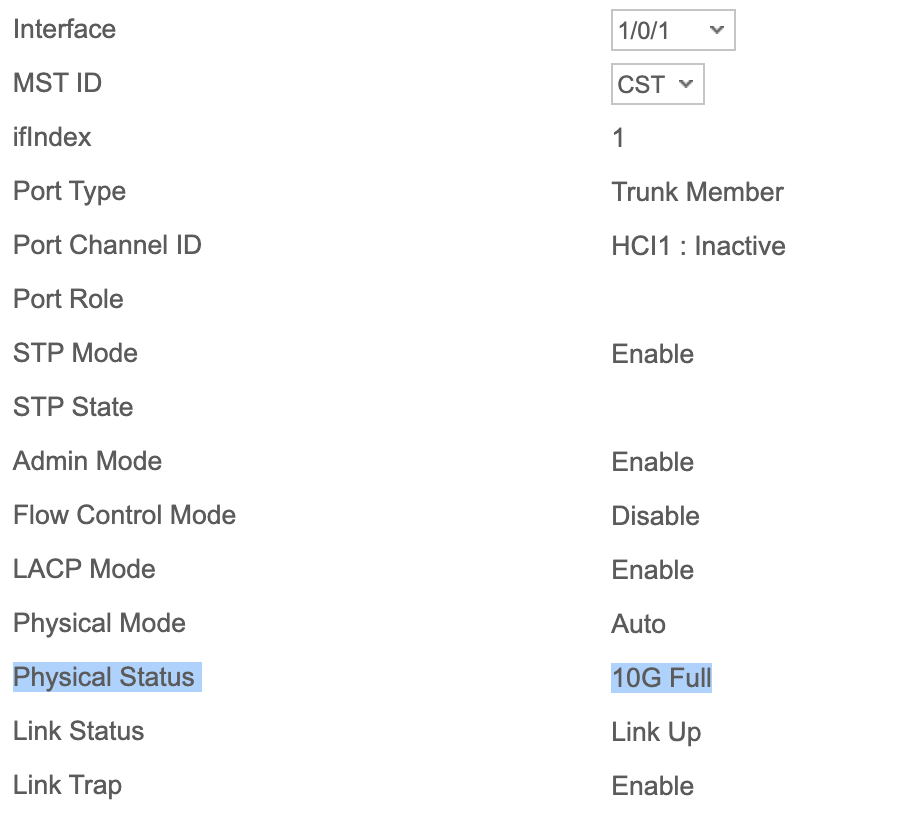 Interface 1/0/1
MST ID CST
ifIndex 1
Port Type Trunk Member
Port Channel ID HCI1 : Inactive
Port Role
STP Mode Enable
STP State
Admin Mode Enable
Flow Control Mode Disable
LACP Mode Enable
Physical Mode Auto
Physical Status 10G Full
Link Status Link Up
Link Trap Enable